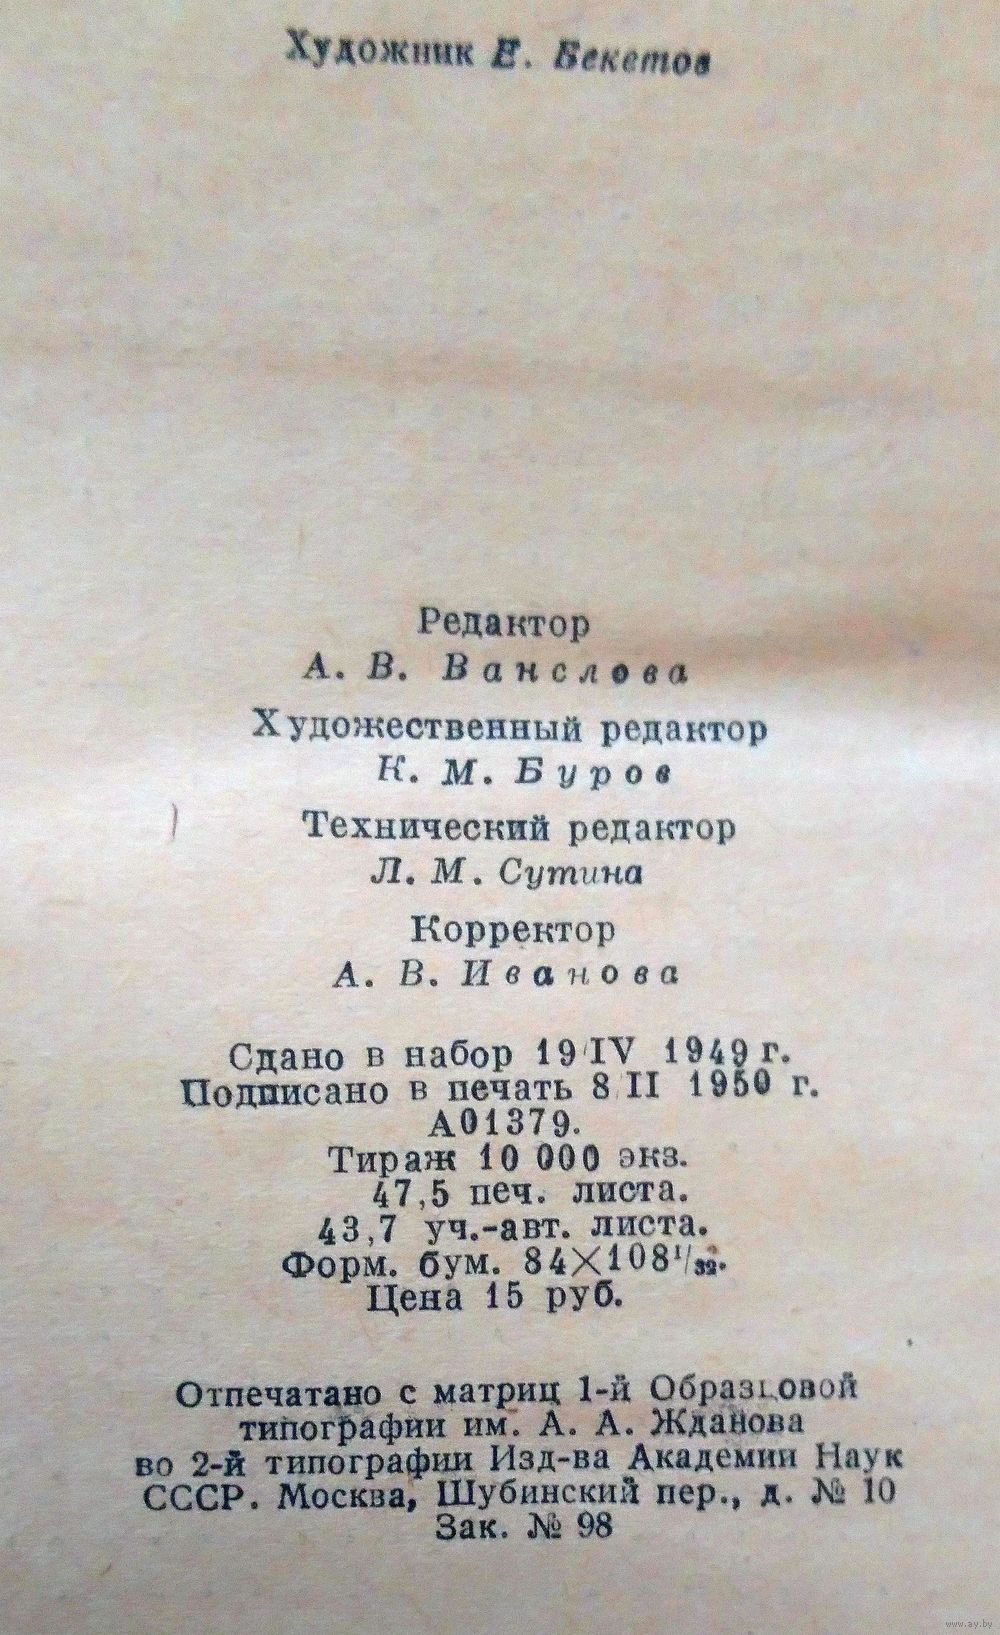 Художник Е. Бекетов
Редактор
А. В. Ванслова
Художественный редактор
К. М. Буров
Технический редактор
Л. М. Сутина
Корректор
А. В. Иванова
Сдано в набор 19/IV 1949 г.
Подписано в печать 8/II 1950 г.
А01379.
Тираж 10 000 экз.
47,5 печ. листа.
43,7 уч.-авт. листа.
Форм. бум. 84×108¹/₃₂.
Цена 15 руб.
Отпечатано с матриц 1-й Образцовой
типографии им. А. А. Жданова
во 2-й типографии Изд-ва Академии Наук
СССР. Москва, Шубинский пер., д. № 10
Зак. № 98
www.ay.by